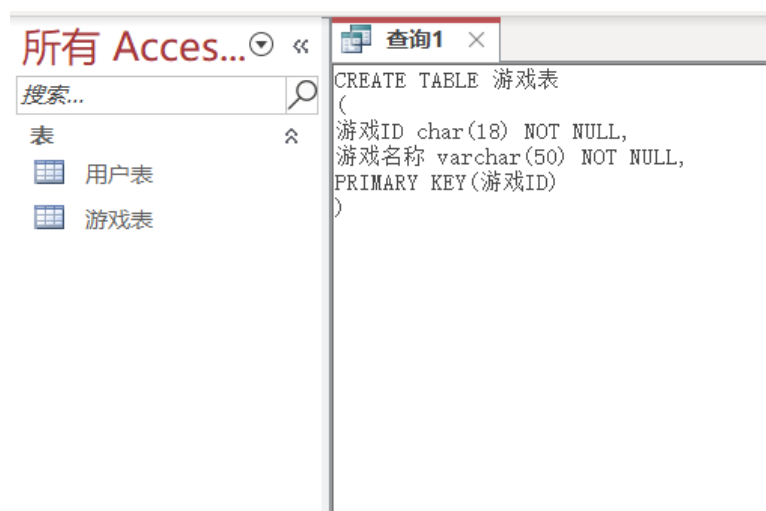 所有 Acces...
搜索...
表
用户表
游戏表
查询1
CREATE TABLE 游戏表
(
游戏ID char(18) NOT NULL,
游戏名称 varchar(50) NOT NULL,
PRIMARY KEY(游戏ID)
)